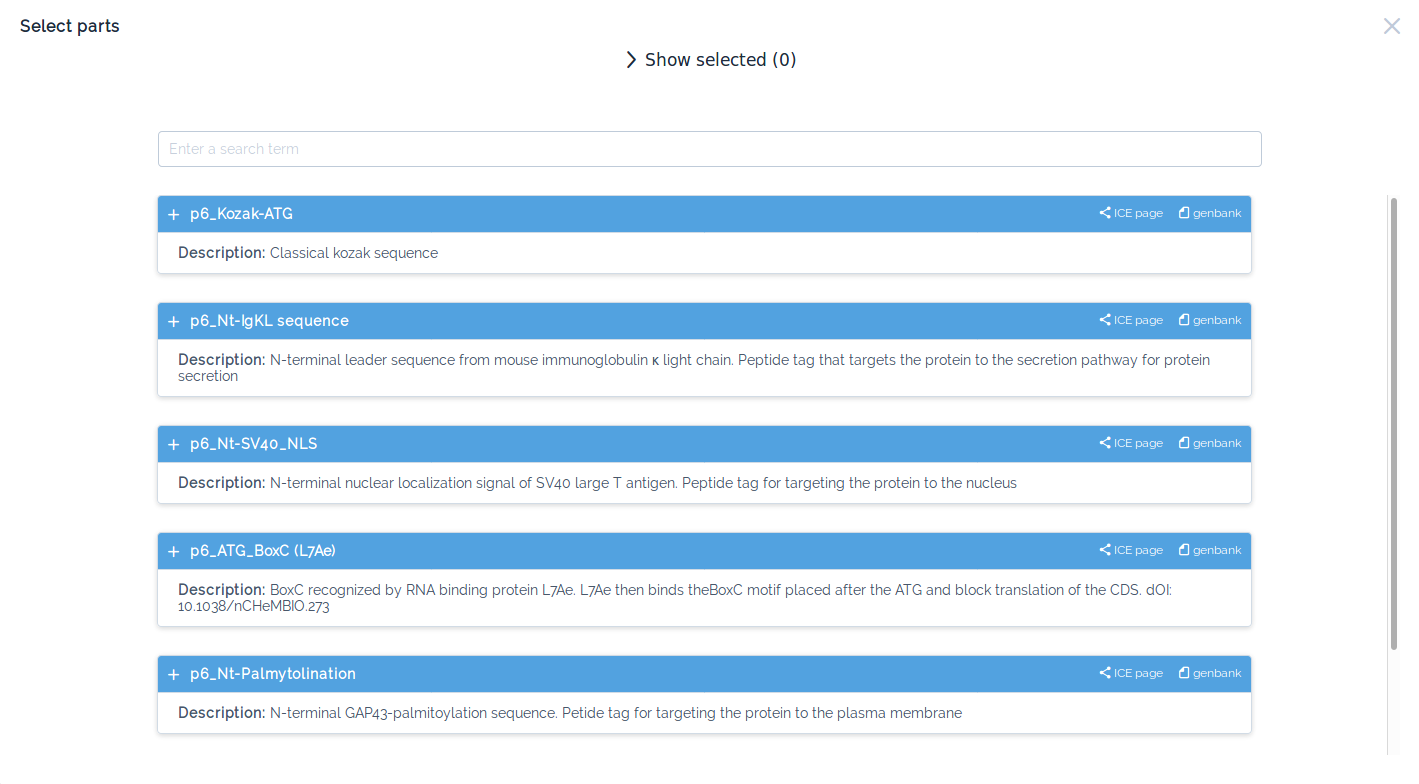 Select parts
Show selected (0)
Enter a search term
p6_Kozak-ATG ICE page genbank
Description: Classical kozak sequence
p6_Nt-IgKL sequence ICE page genbank
Description: N-terminal leader sequence from mouse immunoglobulin κ light chain. Peptide tag that targets the protein to the secretion pathway for protein
secretion
p6_Nt-SV40_NLS ICE page genbank
Description: N-terminal nuclear localization signal of SV40 large T antigen. Peptide tag for targeting the protein to the nucleus
p6_ATG_BoxC (L7Ae) ICE page genbank
Description: BoxC recognized by RNA binding protein L7Ae. L7Ae then binds theBoxC motif placed after the ATG and block translation of the CDS. dOI:
10.1038/nCHeMBIO.273
p6_Nt-Palmytolination ICE page genbank
Description: N-terminal GAP43-palmitoylation sequence. Petide tag for targeting the protein to the plasma membrane